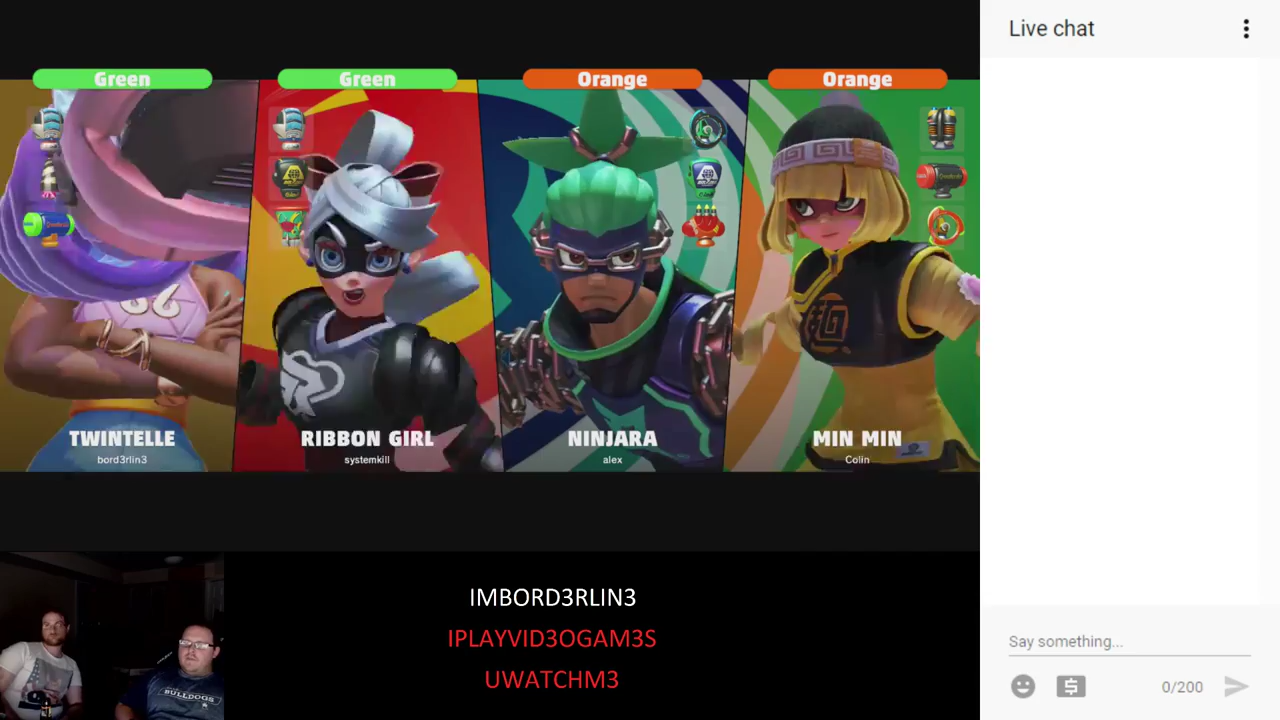 Green
Green
Orange
Orange
TWINTELLE
bord3rlin3
RIBBON GIRL
systemkill
NINJARA
alex
MIN MIN
Colin
IMBORD3RLIN3
IPLAYVID3OGAM3S
UWATCHM3
BULLDOGS
Live chat
Say something...
0/200